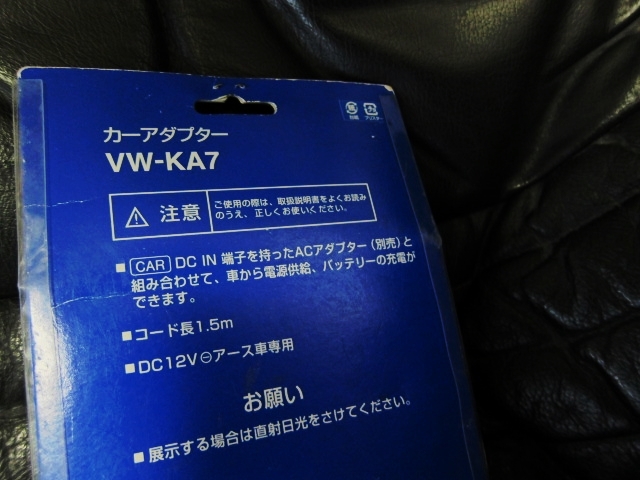 カーアダプター
VW-KA7
注意
ご使用の際は、取扱説明書をよくお読み
のうえ、正しくお使いください。
■ CAR DC IN 端子を持ったACアダプター(別売)と
組み合わせて、車から電源供給、バッテリーの充電が
できます。
■コード長1.5m
■DC12V⊖アース車専用
お願い
■展示する場合は直射日光をさけてください。